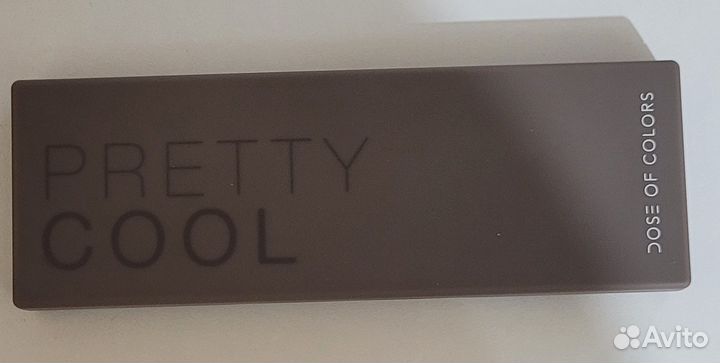 PRETTY
COOL
DOSE OF COLORS
Avito